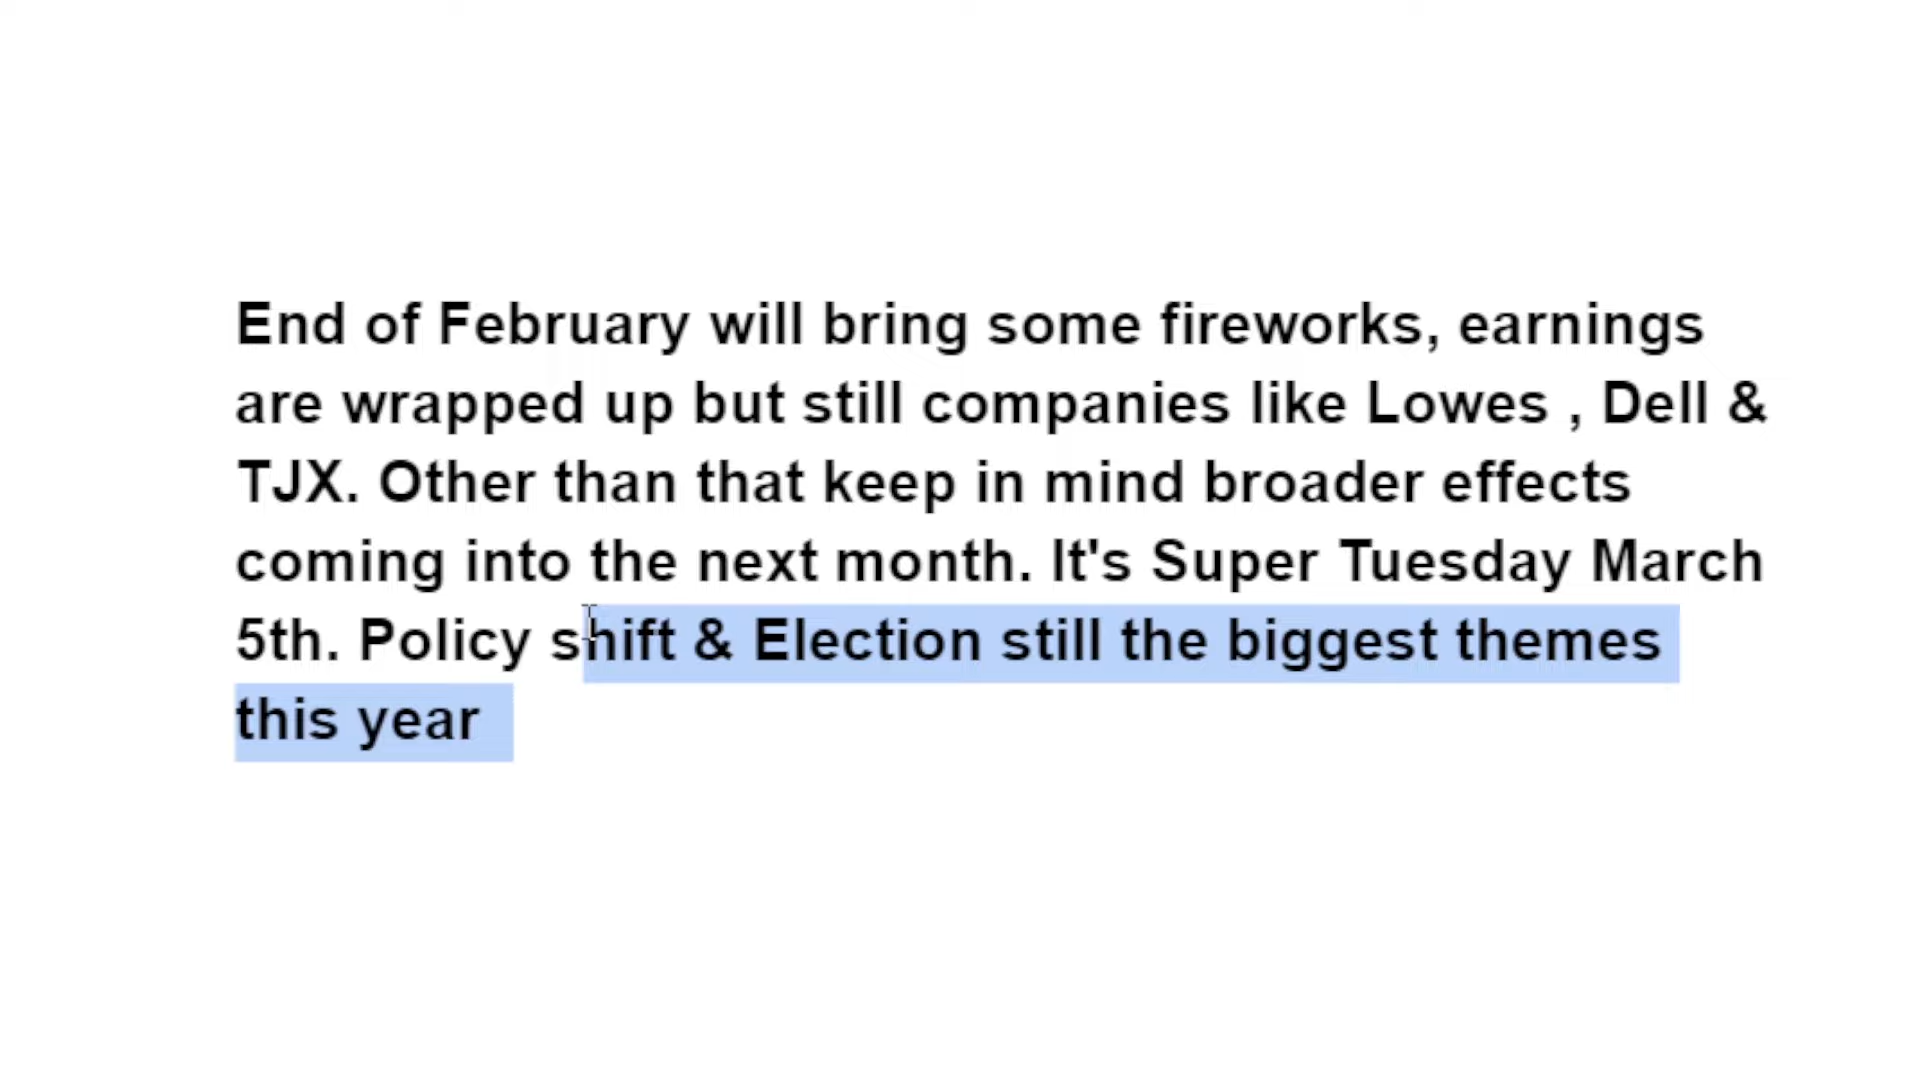 End of February will bring some fireworks, earnings
are wrapped up but still companies like Lowes , Dell &
TJX. Other than that keep in mind broader effects
coming into the next month. It's Super Tuesday March
5th. Policy shift & Election still the biggest themes
this year